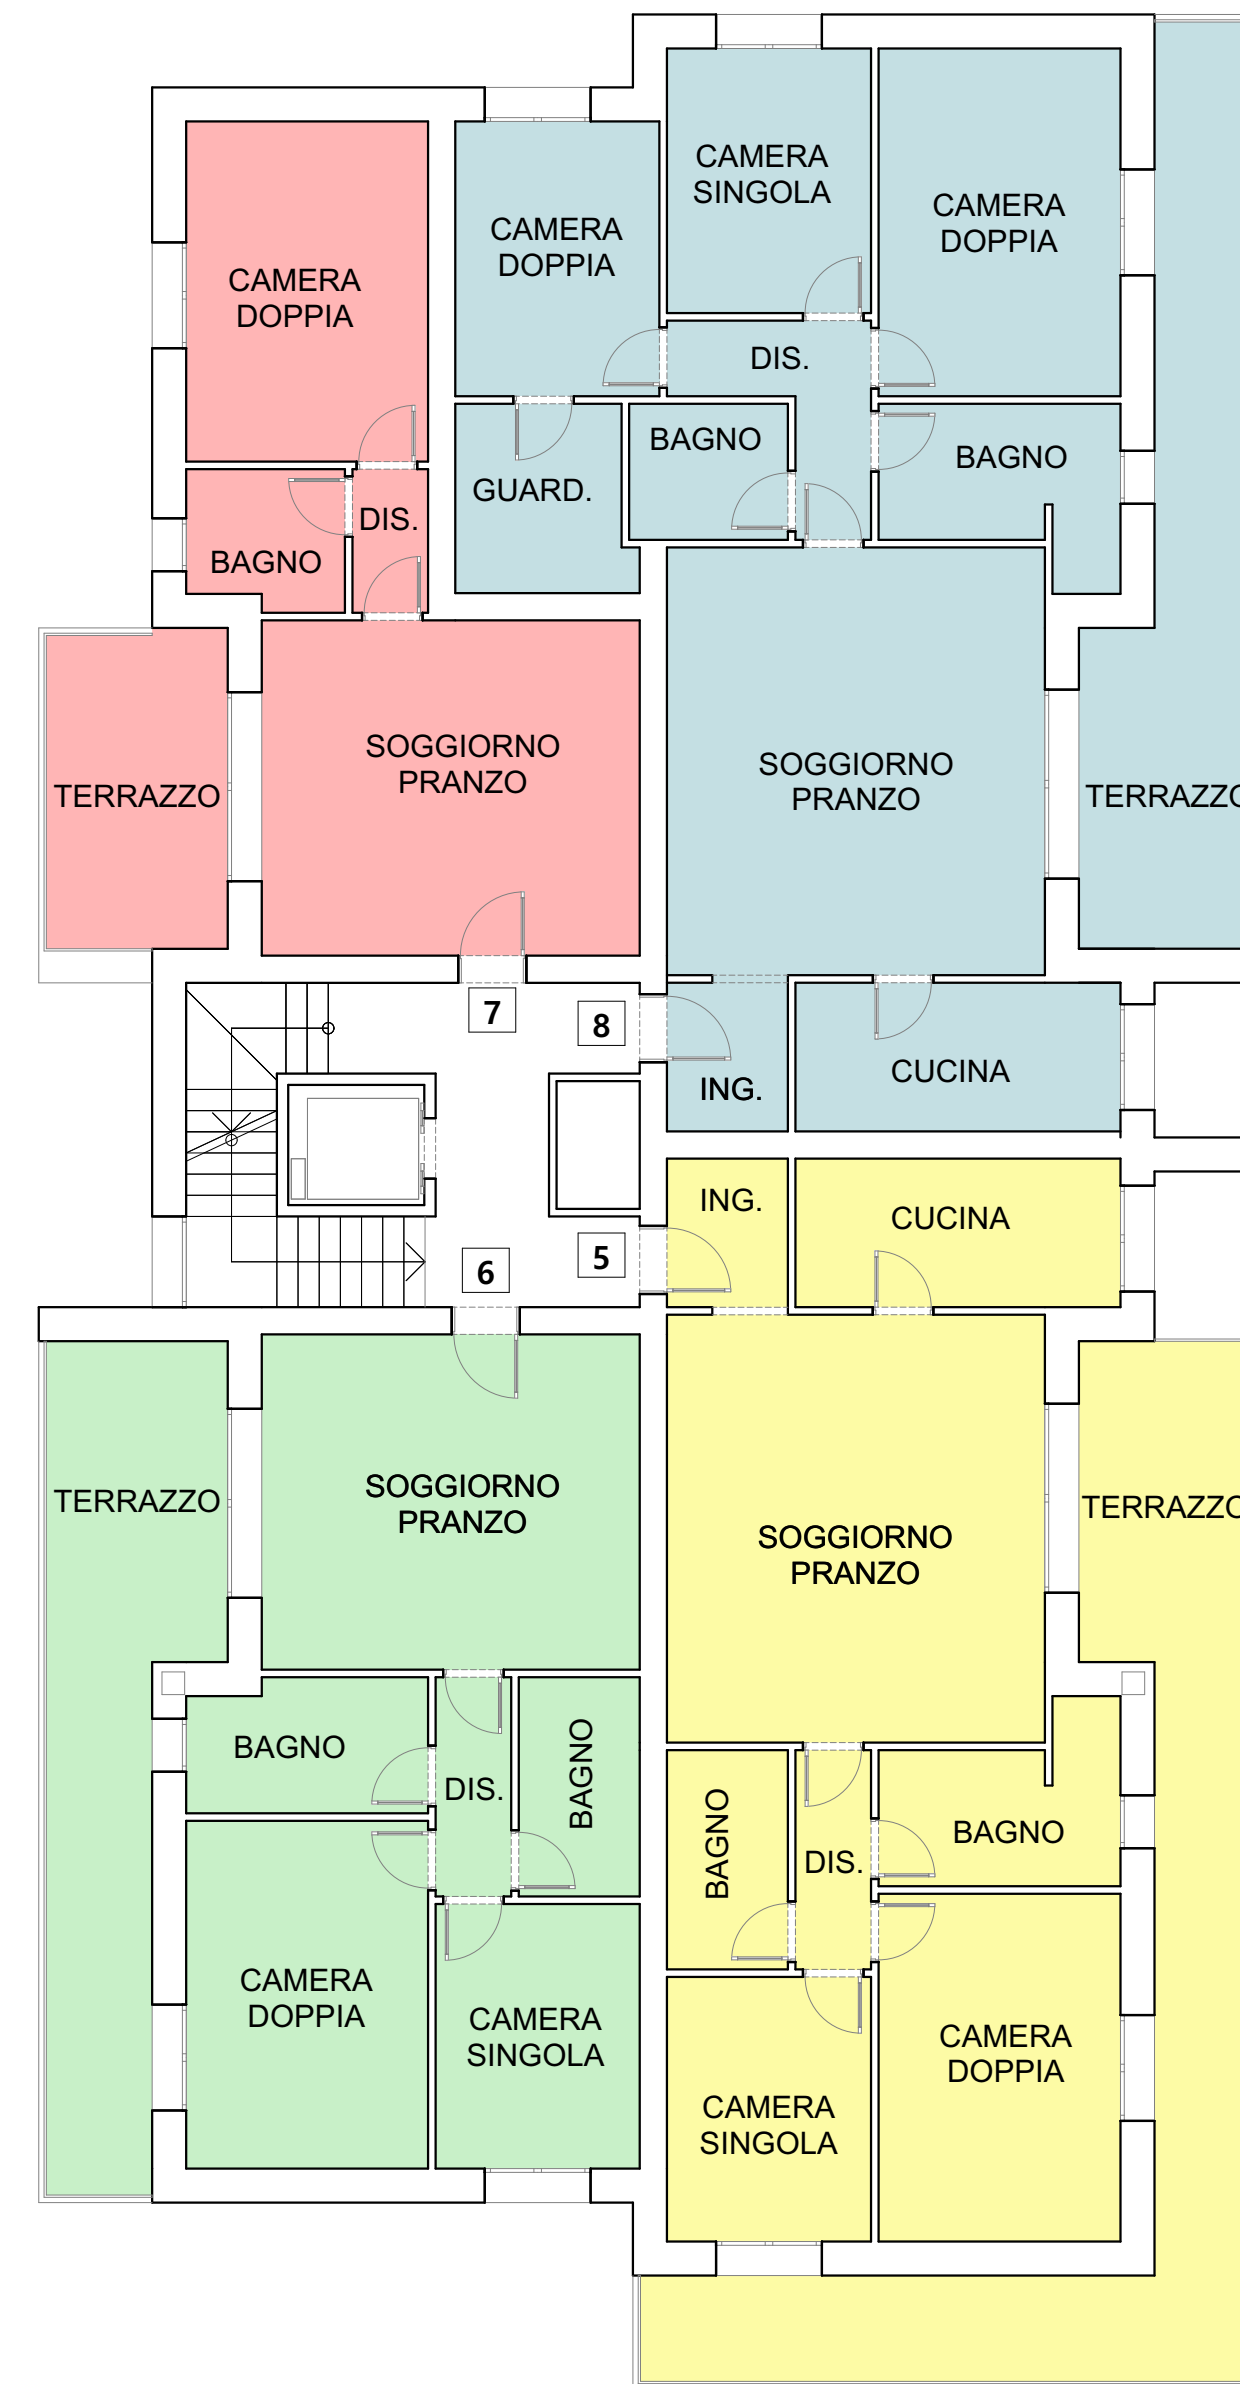 CAMERA
SINGOLA
CAMERA
DOPPIA
CAMERA
DOPPIA
CAMERA
DOPPIA
DIS.
BAGNO
BAGNO
GUARD.
DIS.
BAGNO
SOGGIORNO
PRANZO
TERRAZZO
SOGGIORNO
PRANZO
TERRAZZO
7
8
ING.
CUCINA
ING.
CUCINA
5
6
TERRAZZO
SOGGIORNO
PRANZO
SOGGIORNO
PRANZO
TERRAZZO
BAGNO
DIS.
BAGNO
BAGNO
DIS.
BAGNO
CAMERA
DOPPIA
CAMERA
SINGOLA
CAMERA
DOPPIA
CAMERA
SINGOLA